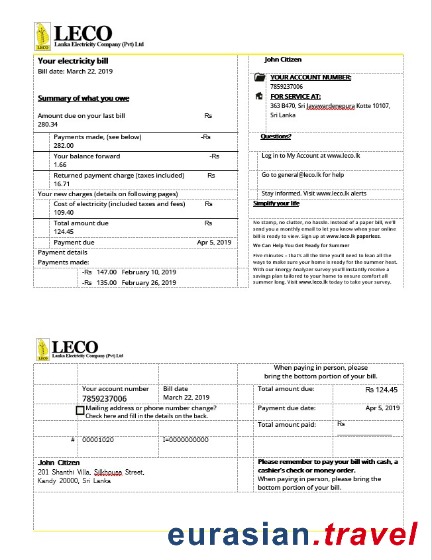 LECO
Lanka Electricity Company (Pvt) Ltd
Your electricity bill
Bill date: March 22, 2019
Summary of what you owe
Amount due on your last bill Rs
280.34
Payments made, (see below) -Rs
282.00
Your balance forward -Rs
1.66
Returned payment charge (taxes included) Rs
16.71
Your new charges (details on following pages)
Cost of electricity (included taxes and fees) Rs
109.40
Total amount due Rs
124.45
Payment due Apr 5, 2019
Payment details
Payments made:
-Rs 147.00 February 10, 2019
-Rs 135.00 February 26, 2019
John Citizen
YOUR ACCOUNT NUMBER:
7859237006
FOR SERVICE AT:
363 B470, Sri Jayawardenepura Kotte 10107,
Sri Lanka
Questions?
Log in to My Account at www.leco.lk
Go to general@leco.lk for help
Stay informed. Visit www.leco.lk alerts
Simplify your life
No stamp, no clutter, no hassle. Instead of a paper bill, we'll
send you a monthly email to let you know when your online
bill is ready to view. Sign up at www.leco.lk paperless.
We Can Help You Get Ready for Summer
Five minutes – that's all the time you'll need to lean all the
ways to make sure your home is ready for the summer heat.
With our Energy Analyzer survey you'll instantly receive a
savings plan tailored to your home to ensure comfort all
summer long. Visit www.leco.lk today to take your survey.
LECO
Lanka Electricity Company (Pvt) Ltd
When paying in person, please
bring the bottom portion of your bill.
Your account number Bill date
7859237006 March 22, 2019
Mailing address or phone number change?
Check here and fill in the details on the back.
Total amount due: Rs 124.45
Payment due date: Apr 5, 2019
Total amount paid: Rs
# 00001020 I=0000000000
John Citizen
201 Shanthi Villa, Silkhouse Street,
Kandy 20000, Sri Lanka
Please remember to pay your bill with cash, a
cashier's check or money order.
When paying in person, please bring the
bottom portion of your bill.
eurasian.travel